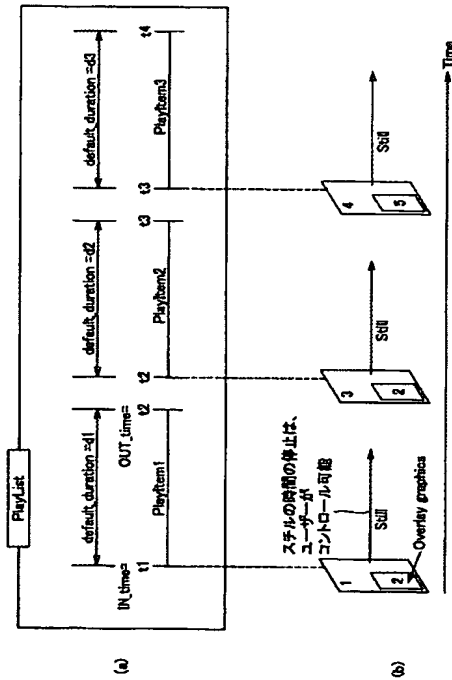 PlayList
(a)
default_duration =d1
default_duration =d2
default_duration =d3
IN_time=
t1
OUT_time=
t2
t2
t3
t3
t4
PlayItem1
PlayItem2
PlayItem3
(b)
スチルの時間の停止は、
ユーザーが
コントロール可能
1
2
Still
3
2
Still
4
5
Still
Overlay graphics
Time